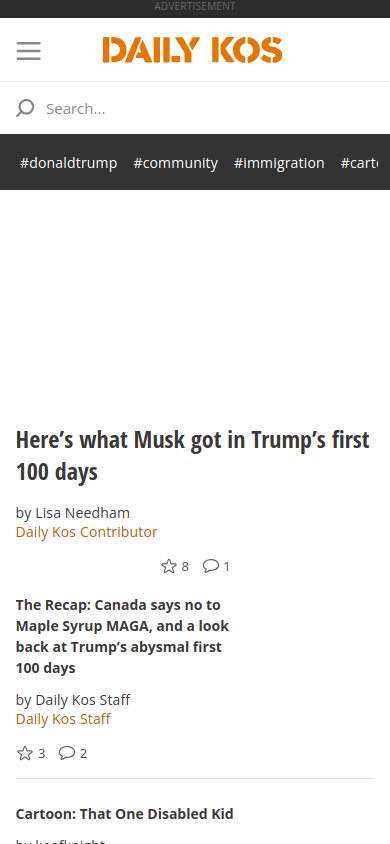 ADVERTISEMENT
DAILY KOS
Search...
#donaldtrump #community #immigration #carto
Here's what Musk got in Trump's first
100 days
by Lisa Needham
Daily Kos Contributor
8 1
The Recap: Canada says no to
Maple Syrup MAGA, and a look
back at Trump's abysmal first
100 days
by Daily Kos Staff
Daily Kos Staff
3 2
Cartoon: That One Disabled Kid
by keefknight